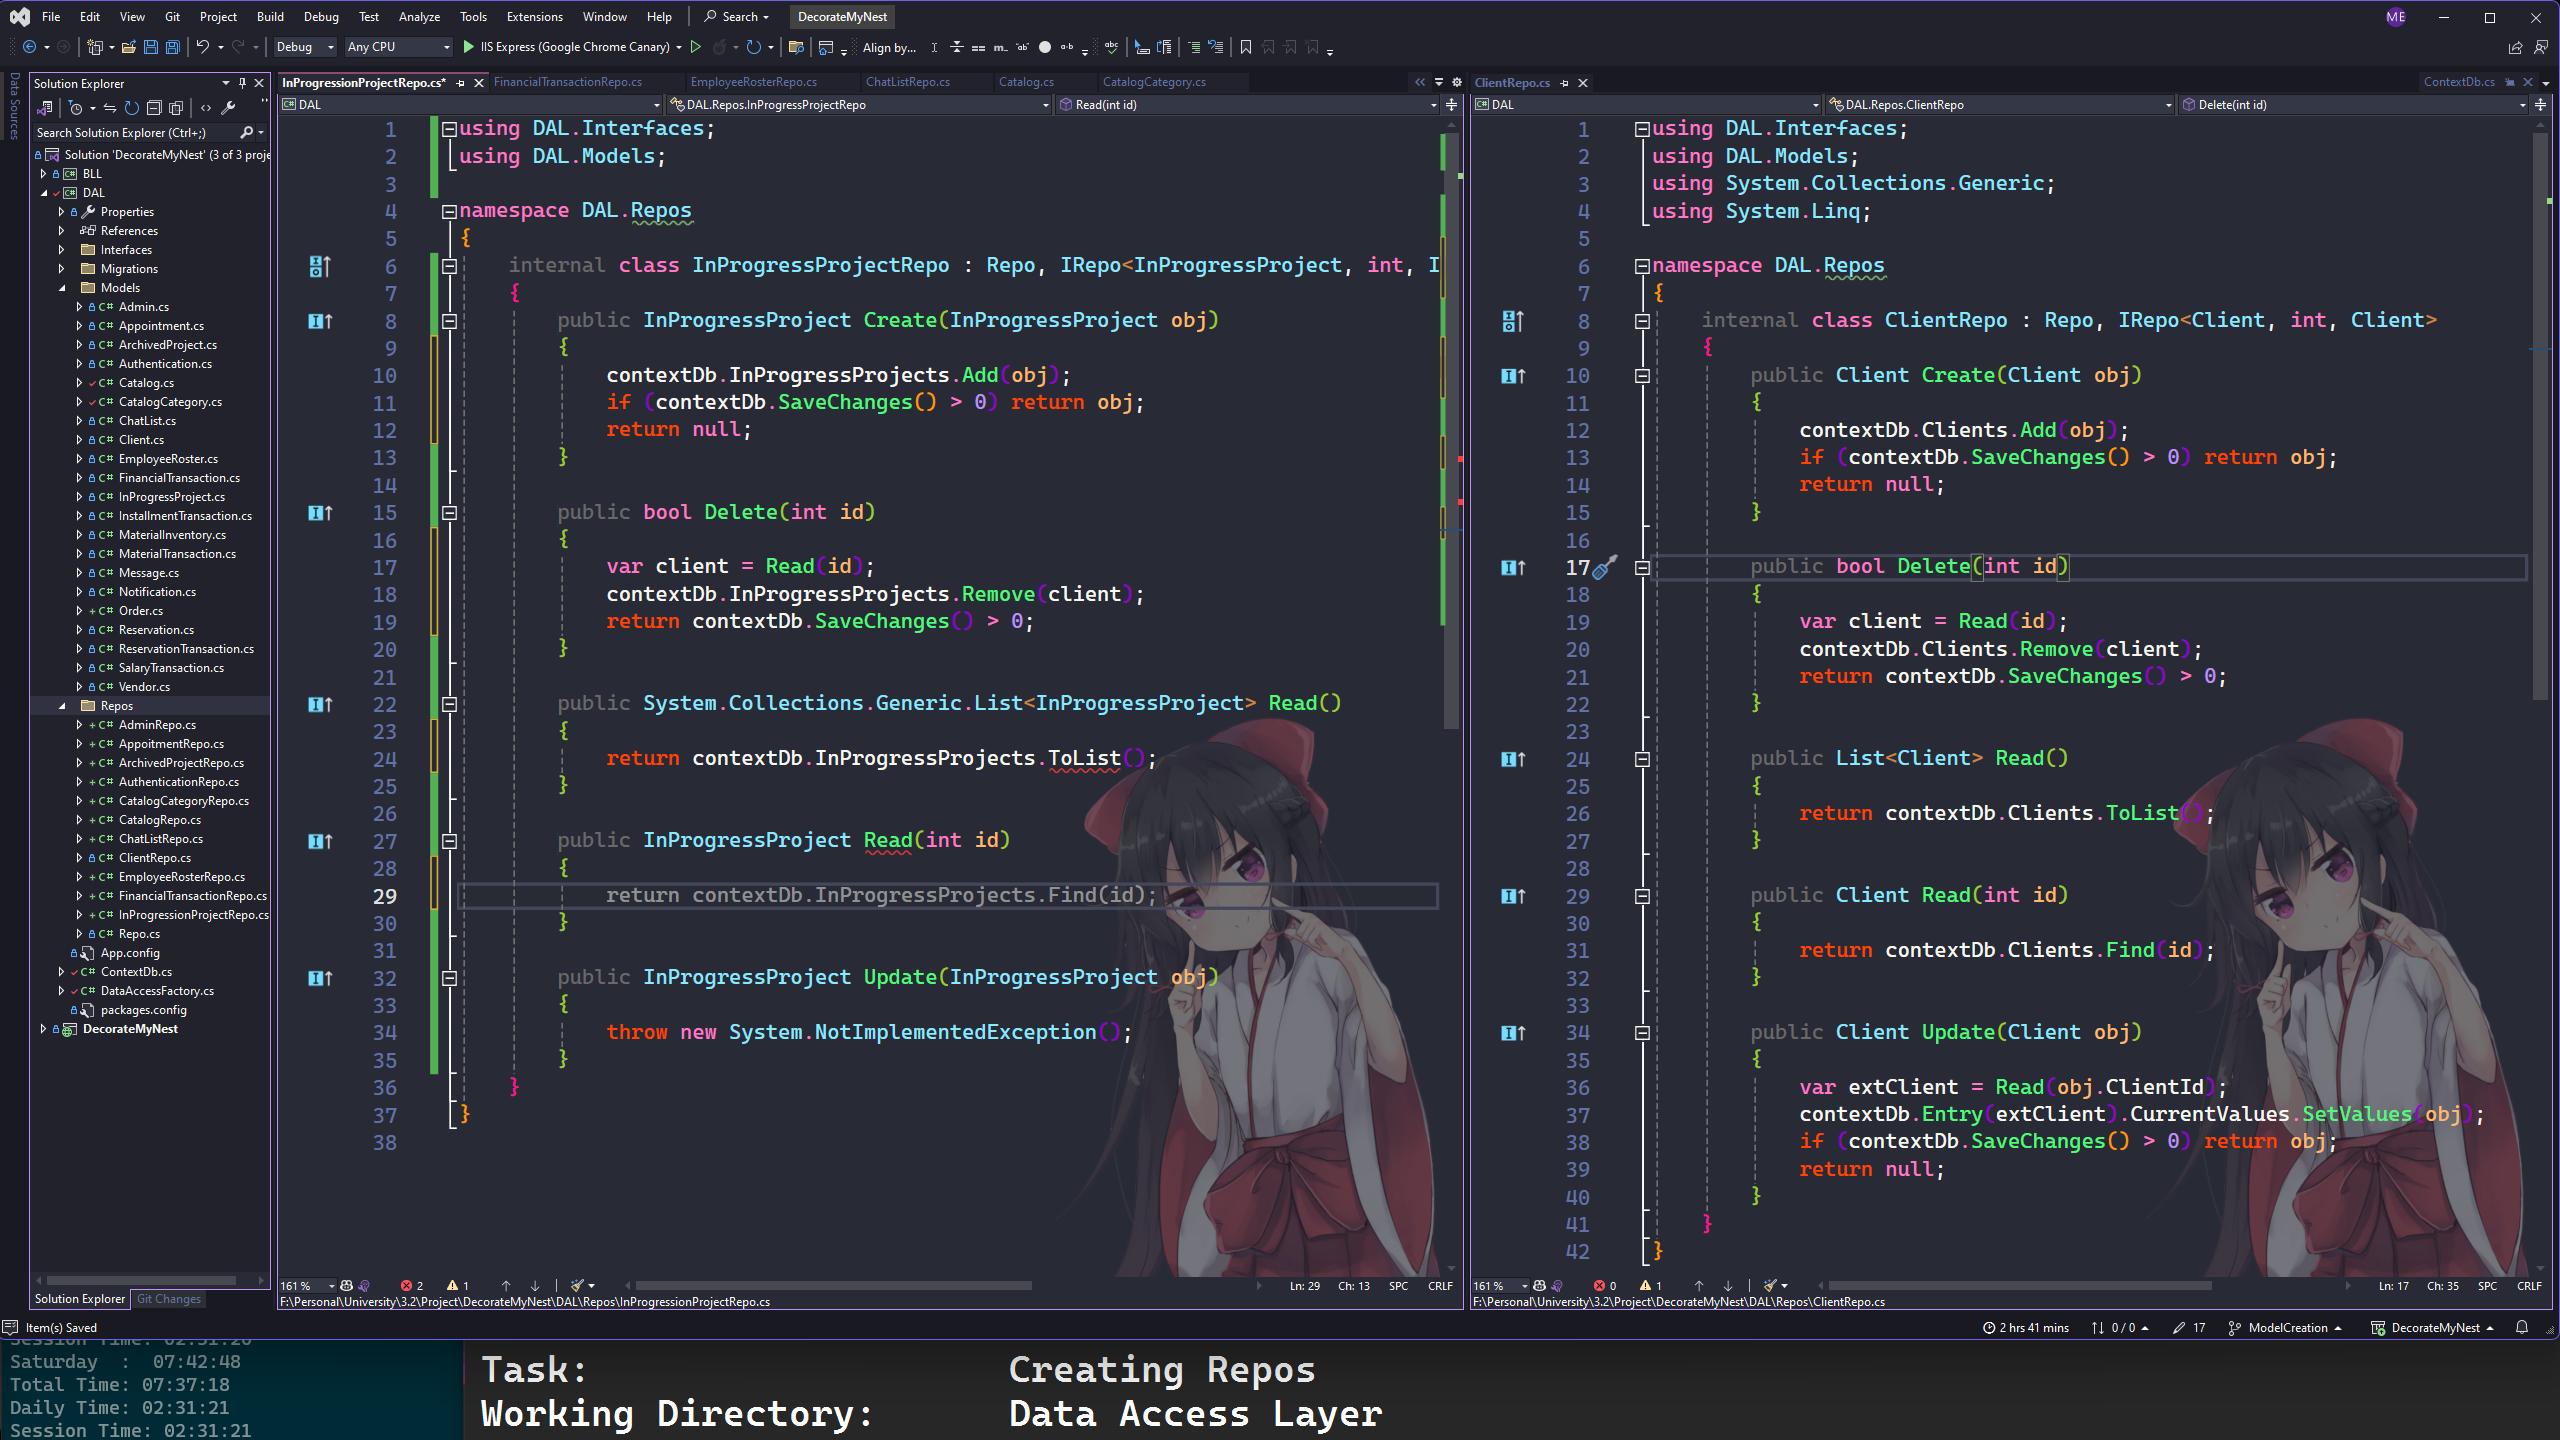 File Edit View Git Project Build Debug Test Analyze Tools Extensions Window Help Search DecorateMyNest ME
Debug Any CPU IIS Express (Google Chrome Canary) Align by...
Data Sources
Solution Explorer
Search Solution Explorer (Ctrl+;)
Solution 'DecorateMyNest' (3 of 3 proje
BLL
DAL
Properties
References
Interfaces
Migrations
Models
Admin.cs
Appointment.cs
ArchivedProject.cs
Authentication.cs
Catalog.cs
CatalogCategory.cs
ChatList.cs
Client.cs
EmployeeRoster.cs
FinancialTransaction.cs
InProgressProject.cs
InstallmentTransaction.cs
MaterialInventory.cs
MaterialTransaction.cs
Message.cs
Notification.cs
Order.cs
Reservation.cs
ReservationTransaction.cs
SalaryTransaction.cs
Vendor.cs
Repos
AdminRepo.cs
AppoitmentRepo.cs
ArchivedProjectRepo.cs
AuthenticationRepo.cs
CatalogCategoryRepo.cs
CatalogRepo.cs
ChatListRepo.cs
ClientRepo.cs
EmployeeRosterRepo.cs
FinancialTransactionRepo.cs
InProgressionProjectRepo.cs
Repo.cs
App.config
ContextDb.cs
DataAccessFactory.cs
packages.config
DecorateMyNest
Solution Explorer Git Changes
InProgressionProjectRepo.cs* FinancialTransactionRepo.cs EmployeeRosterRepo.cs ChatListRepo.cs Catalog.cs CatalogCategory.cs
DAL DAL.Repos.InProgressProjectRepo Read(int id)
1 using DAL.Interfaces;
2 using DAL.Models;
3
4 namespace DAL.Repos
5 {
6 internal class InProgressProjectRepo : Repo, IRepo<InProgressProject, int, I
7 {
8 public InProgressProject Create(InProgressProject obj)
9 {
10 contextDb.InProgressProjects.Add(obj);
11 if (contextDb.SaveChanges() > 0) return obj;
12 return null;
13 }
14
15 public bool Delete(int id)
16 {
17 var client = Read(id);
18 contextDb.InProgressProjects.Remove(client);
19 return contextDb.SaveChanges() > 0;
20 }
21
22 public System.Collections.Generic.List<InProgressProject> Read()
23 {
24 return contextDb.InProgressProjects.ToList();
25 }
26
27 public InProgressProject Read(int id)
28 {
29 return contextDb.InProgressProjects.Find(id);
30 }
31
32 public InProgressProject Update(InProgressProject obj)
33 {
34 throw new System.NotImplementedException();
35 }
36 }
37 }
38
161 % 2 1 Ln: 29 Ch: 13 SPC CRLF
F:\Personal\University\3.2\Project\DecorateMyNest\DAL\Repos\InProgressionProjectRepo.cs
ClientRepo.cs ContextDb.cs
DAL DAL.Repos.ClientRepo Delete(int id)
1 using DAL.Interfaces;
2 using DAL.Models;
3 using System.Collections.Generic;
4 using System.Linq;
5
6 namespace DAL.Repos
7 {
8 internal class ClientRepo : Repo, IRepo<Client, int, Client>
9 {
10 public Client Create(Client obj)
11 {
12 contextDb.Clients.Add(obj);
13 if (contextDb.SaveChanges() > 0) return obj;
14 return null;
15 }
16
17 public bool Delete(int id)
18 {
19 var client = Read(id);
20 contextDb.Clients.Remove(client);
21 return contextDb.SaveChanges() > 0;
22 }
23
24 public List<Client> Read()
25 {
26 return contextDb.Clients.ToList();
27 }
28
29 public Client Read(int id)
30 {
31 return contextDb.Clients.Find(id);
32 }
33
34 public Client Update(Client obj)
35 {
36 var extClient = Read(obj.ClientId);
37 contextDb.Entry(extClient).CurrentValues.SetValues(obj);
38 if (contextDb.SaveChanges() > 0) return obj;
39 return null;
40 }
41 }
42 }
161 % 0 1 Ln: 17 Ch: 35 SPC CRLF
F:\Personal\University\3.2\Project\DecorateMyNest\DAL\Repos\ClientRepo.cs
Item(s) Saved 2 hrs 41 mins 0 / 0 17 ModelCreation DecorateMyNest
Session Time: 02:31:20
Saturday : 07:42:48
Total Time: 07:37:18
Daily Time: 02:31:21
Session Time: 02:31:21
Task: Creating Repos
Working Directory: Data Access Layer